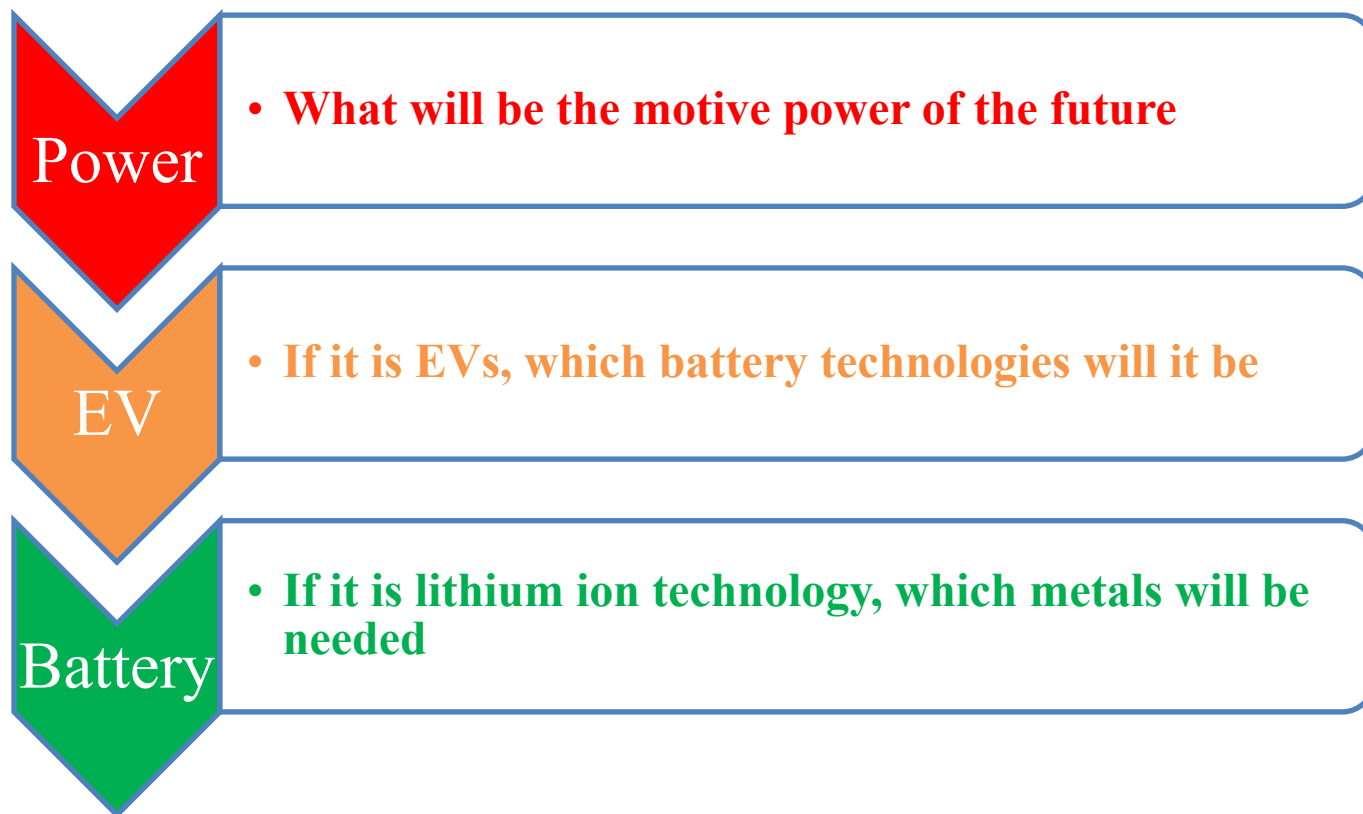 Power
• What will be the motive power of the future
EV
• If it is EVs, which battery technologies will it be
Battery
• If it is lithium ion technology, which metals will be
needed